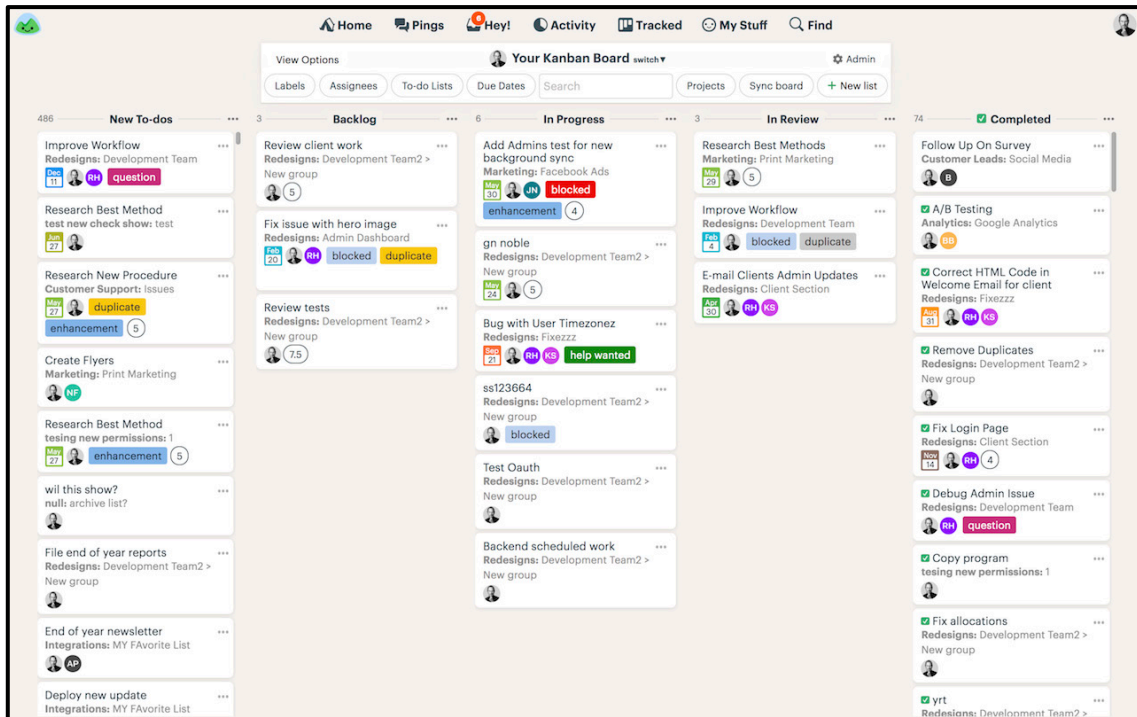 Home Pings 6 Hey! Activity Tracked My Stuff Find
View Options Your Kanban Board switch▾ Admin
Labels Assignees To-do Lists Due Dates Search Projects Sync board + New list
486 New To-dos
Improve Workflow
Redesigns: Development Team
Dec
11 RH question
Research Best Method
test new check show: test
Jun
27
Research New Procedure
Customer Support: Issues
May
27 duplicate
enhancement 5
Create Flyers
Marketing: Print Marketing
NF
Research Best Method
tesing new permissions: 1
May
27 enhancement 5
wil this show?
null: archive list?
File end of year reports
Redesigns: Development Team2 >
New group
End of year newsletter
Integrations: MY FAvorite List
AP
Deploy new update
Integrations: MY FAvorite List
3 Backlog
Review client work
Redesigns: Development Team2 >
New group
5
Fix issue with hero image
Redesigns: Admin Dashboard
Feb
20 RH blocked duplicate
Review tests
Redesigns: Development Team2 >
New group
7.5
6 In Progress
Add Admins test for new
background sync
Marketing: Facebook Ads
May
30 JN blocked
enhancement 4
gn noble
Redesigns: Development Team2 >
New group
May
24 5
Bug with User Timezonez
Redesigns: Fixezzz
Sep
21 RH KS help wanted
ss123664
Redesigns: Development Team2 >
New group
blocked
Test Oauth
Redesigns: Development Team2 >
New group
Backend scheduled work
Redesigns: Development Team2 >
New group
3 In Review
Research Best Methods
Marketing: Print Marketing
May
29 5
Improve Workflow
Redesigns: Development Team
Feb
4 blocked duplicate
E-mail Clients Admin Updates
Redesigns: Client Section
Apr
30 RH KS
74 Completed
Follow Up On Survey
Customer Leads: Social Media
B
A/B Testing
Analytics: Google Analytics
BB
Correct HTML Code in
Welcome Email for client
Redesigns: Fixezzz
Aug
31 RH KS
Remove Duplicates
Redesigns: Development Team2 >
New group
Fix Login Page
Redesigns: Client Section
Nov
14 RH 4
Debug Admin Issue
Redesigns: Development Team
RH question
Copy program
tesing new permissions: 1
Fix allocations
Redesigns: Development Team2 >
New group
yrt
Redesigns: Development Team2 >